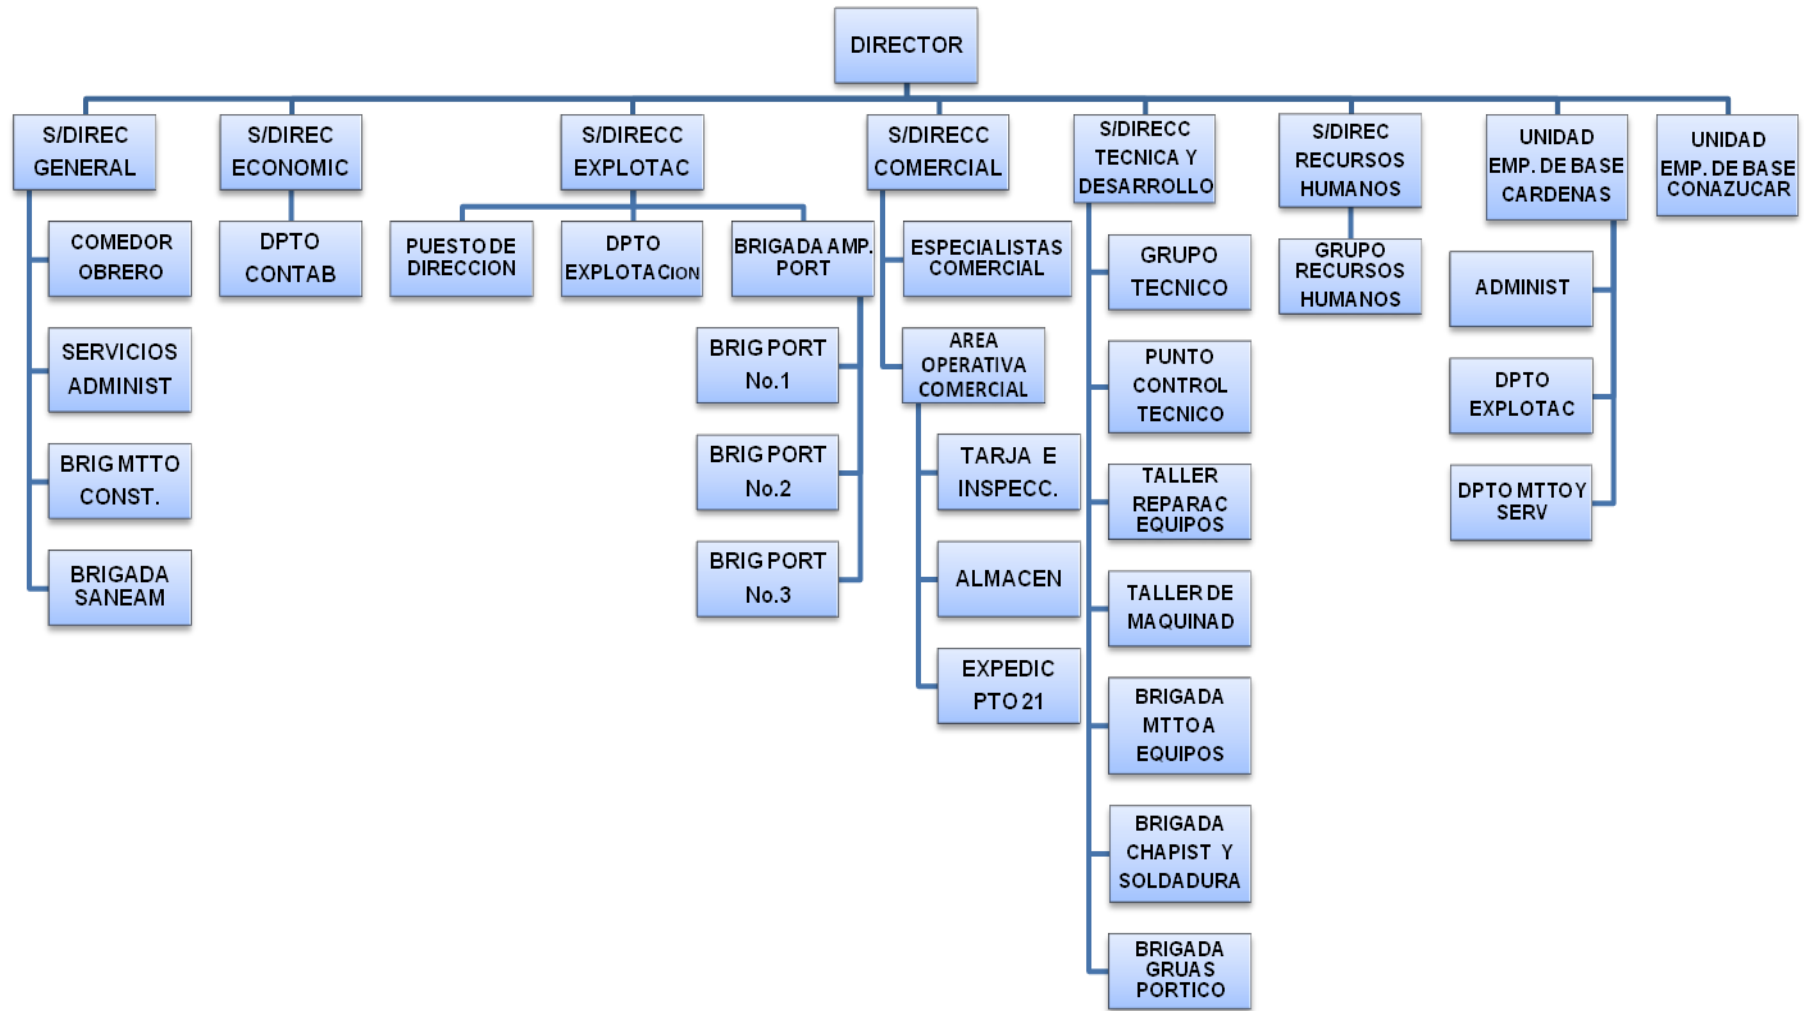 DIRECTOR
S/DIREC
GENERAL
S/DIREC
ECONOMIC
S/DIRECC
EXPLOTAC
S/DIRECC
COMERCIAL
S/DIRECC
TECNICA Y
DESARROLLO
S/DIREC
RECURSOS
HUMANOS
UNIDAD
EMP. DE BASE
CARDENAS
UNIDAD
EMP. DE BASE
CONAZUCAR
COMEDOR
OBRERO
SERVICIOS
ADMINIST
BRIG MTTO
CONST.
BRIGADA
SANEAM
DPTO
CONTAB
PUESTO DE
DIRECCION
DPTO
EXPLOTACION
BRIGADA AMP.
PORT
BRIG PORT
No.1
BRIG PORT
No.2
BRIG PORT
No.3
ESPECIALISTAS
COMERCIAL
AREA
OPERATIVA
COMERCIAL
TARJA E
INSPECC.
ALMACEN
EXPEDIC
PTO 21
GRUPO
TECNICO
PUNTO
CONTROL
TECNICO
TALLER
REPARAC
EQUIPOS
TALLER DE
MAQUINAD
BRIGADA
MTTO A
EQUIPOS
BRIGADA
CHAPIST Y
SOLDADURA
BRIGADA
GRUAS
PORTICO
GRUPO
RECURSOS
HUMANOS
ADMINIST
DPTO
EXPLOTAC
DPTO MTTO Y
SERV